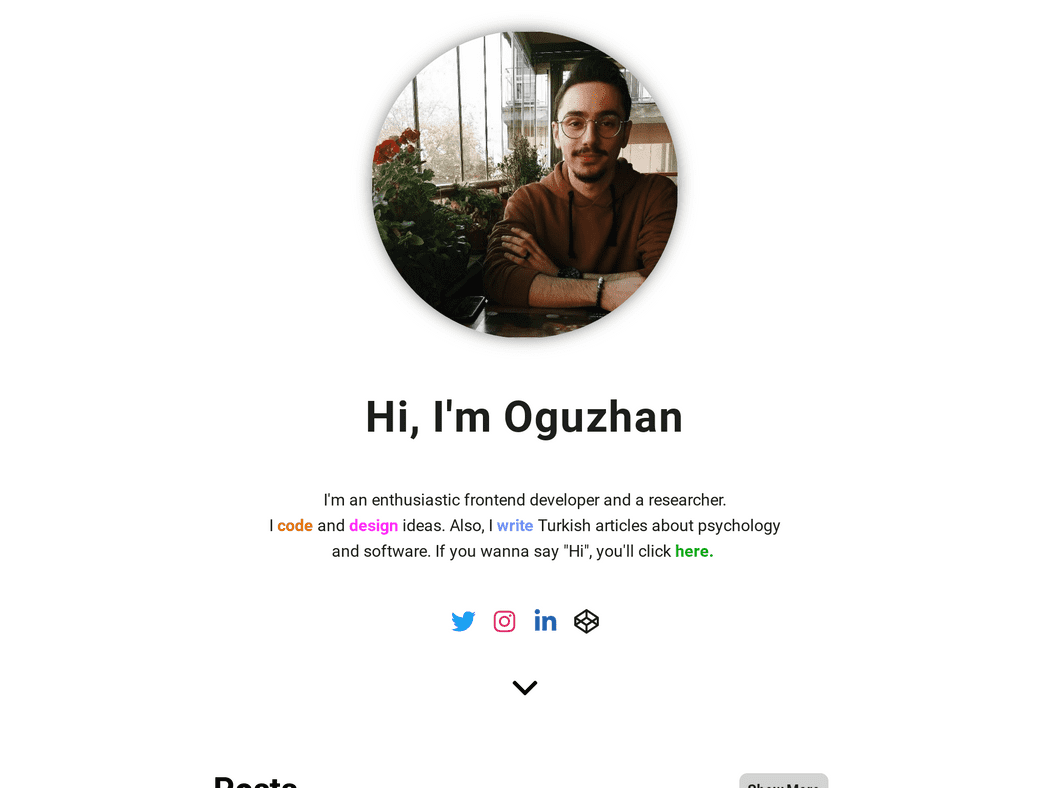 Hi, I'm Oguzhan
I'm an enthusiastic frontend developer and a researcher.
I code and design ideas. Also, I write Turkish articles about psychology
and software. If you wanna say "Hi", you'll click here.
in
Posts
Show More